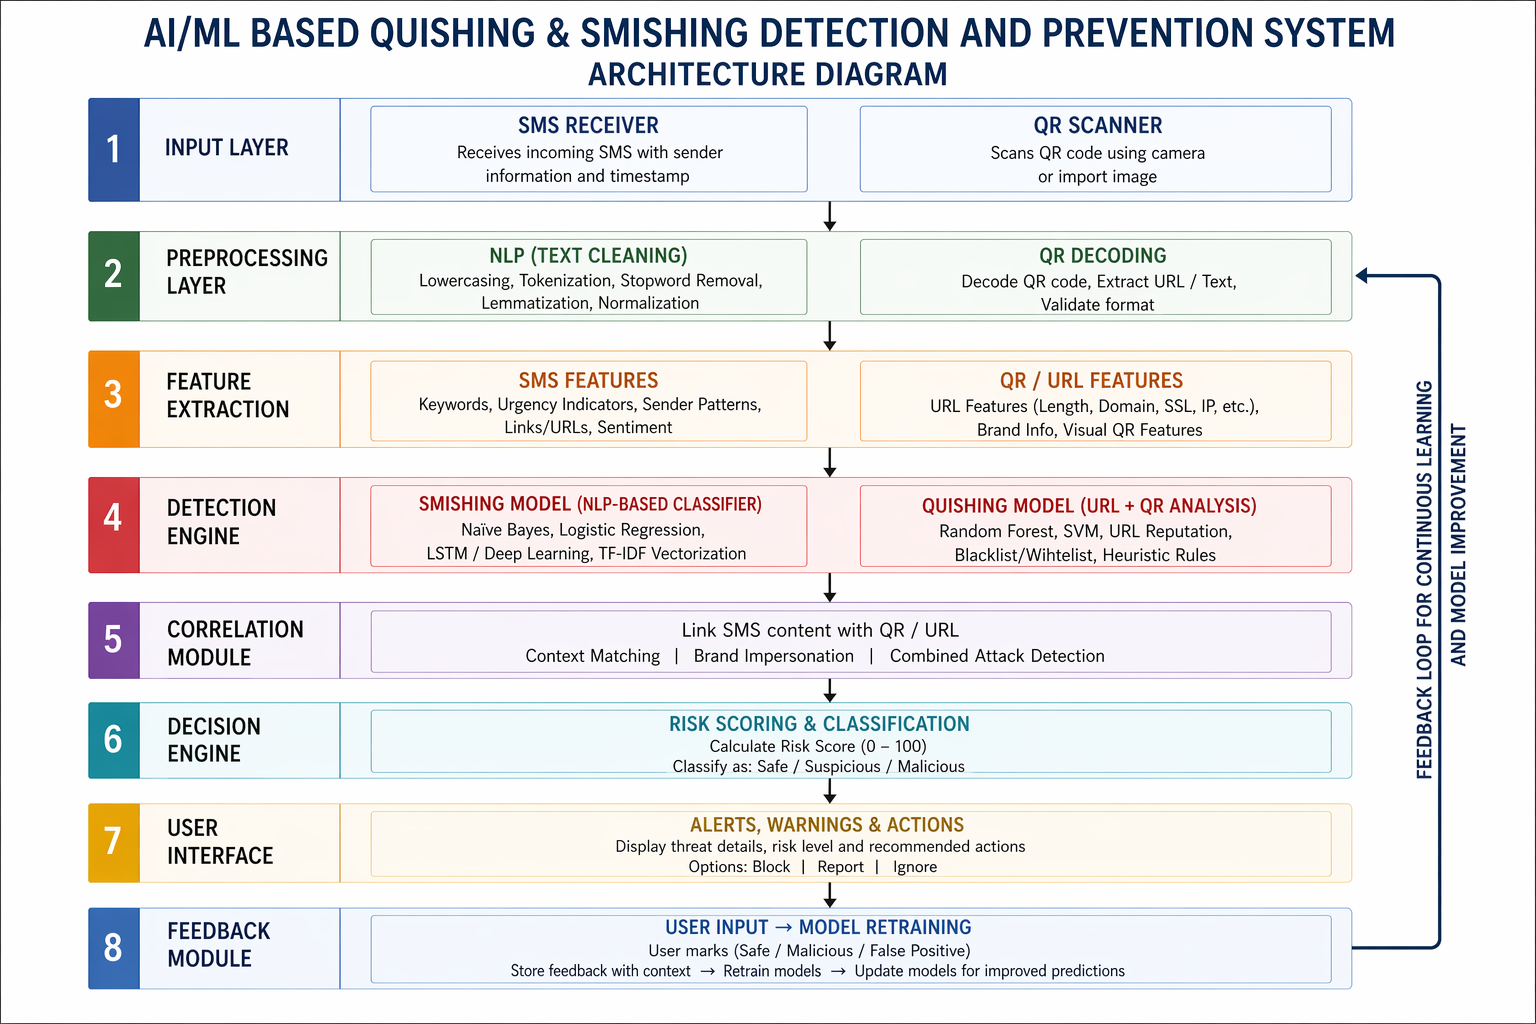 AI/ML BASED QUISHING & SMISHING DETECTION AND PREVENTION SYSTEM
ARCHITECTURE DIAGRAM
1
INPUT LAYER
SMS RECEIVER
Receives incoming SMS with sender
information and timestamp
QR SCANNER
Scans QR code using camera
or import image
2
PREPROCESSING
LAYER
NLP (TEXT CLEANING)
Lowercasing, Tokenization, Stopword Removal,
Lemmatization, Normalization
QR DECODING
Decode QR code, Extract URL / Text,
Validate format
3
FEATURE
EXTRACTION
SMS FEATURES
Keywords, Urgency Indicators, Sender Patterns,
Links/URLs, Sentiment
QR / URL FEATURES
URL Features (Length, Domain, SSL, IP, etc.),
Brand Info, Visual QR Features
4
DETECTION
ENGINE
SMISHING MODEL (NLP-BASED CLASSIFIER)
Naïve Bayes, Logistic Regression,
LSTM / Deep Learning, TF-IDF Vectorization
QUISHING MODEL (URL + QR ANALYSIS)
Random Forest, SVM, URL Reputation,
Blacklist/Wihtelist, Heuristic Rules
5
CORRELATION
MODULE
Link SMS content with QR / URL
Context Matching | Brand Impersonation | Combined Attack Detection
6
DECISION
ENGINE
RISK SCORING & CLASSIFICATION
Calculate Risk Score (0 – 100)
Classify as: Safe / Suspicious / Malicious
7
USER
INTERFACE
ALERTS, WARNINGS & ACTIONS
Display threat details, risk level and recommended actions
Options: Block | Report | Ignore
8
FEEDBACK
MODULE
USER INPUT → MODEL RETRAINING
User marks (Safe / Malicious / False Positive)
Store feedback with context → Retrain models → Update models for improved predictions
FEEDBACK LOOP FOR CONTINUOUS LEARNING
AND MODEL IMPROVEMENT